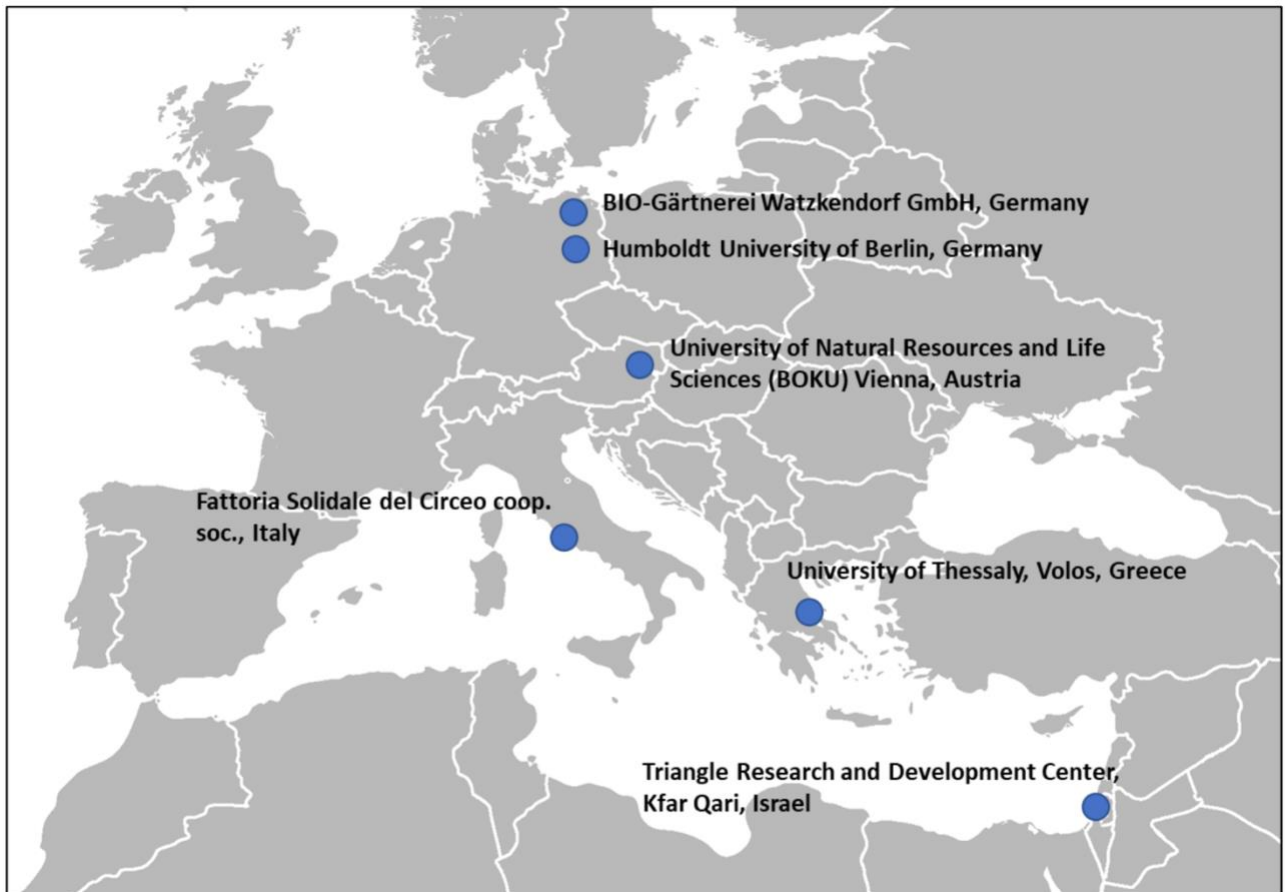 BIO-Gärtnerei Watzkendorf GmbH, Germany
Humboldt University of Berlin, Germany
University of Natural Resources and Life
Sciences (BOKU) Vienna, Austria
Fattoria Solidale del Circeo coop.
soc., Italy
University of Thessaly, Volos, Greece
Triangle Research and Development Center,
Kfar Qari, Israel